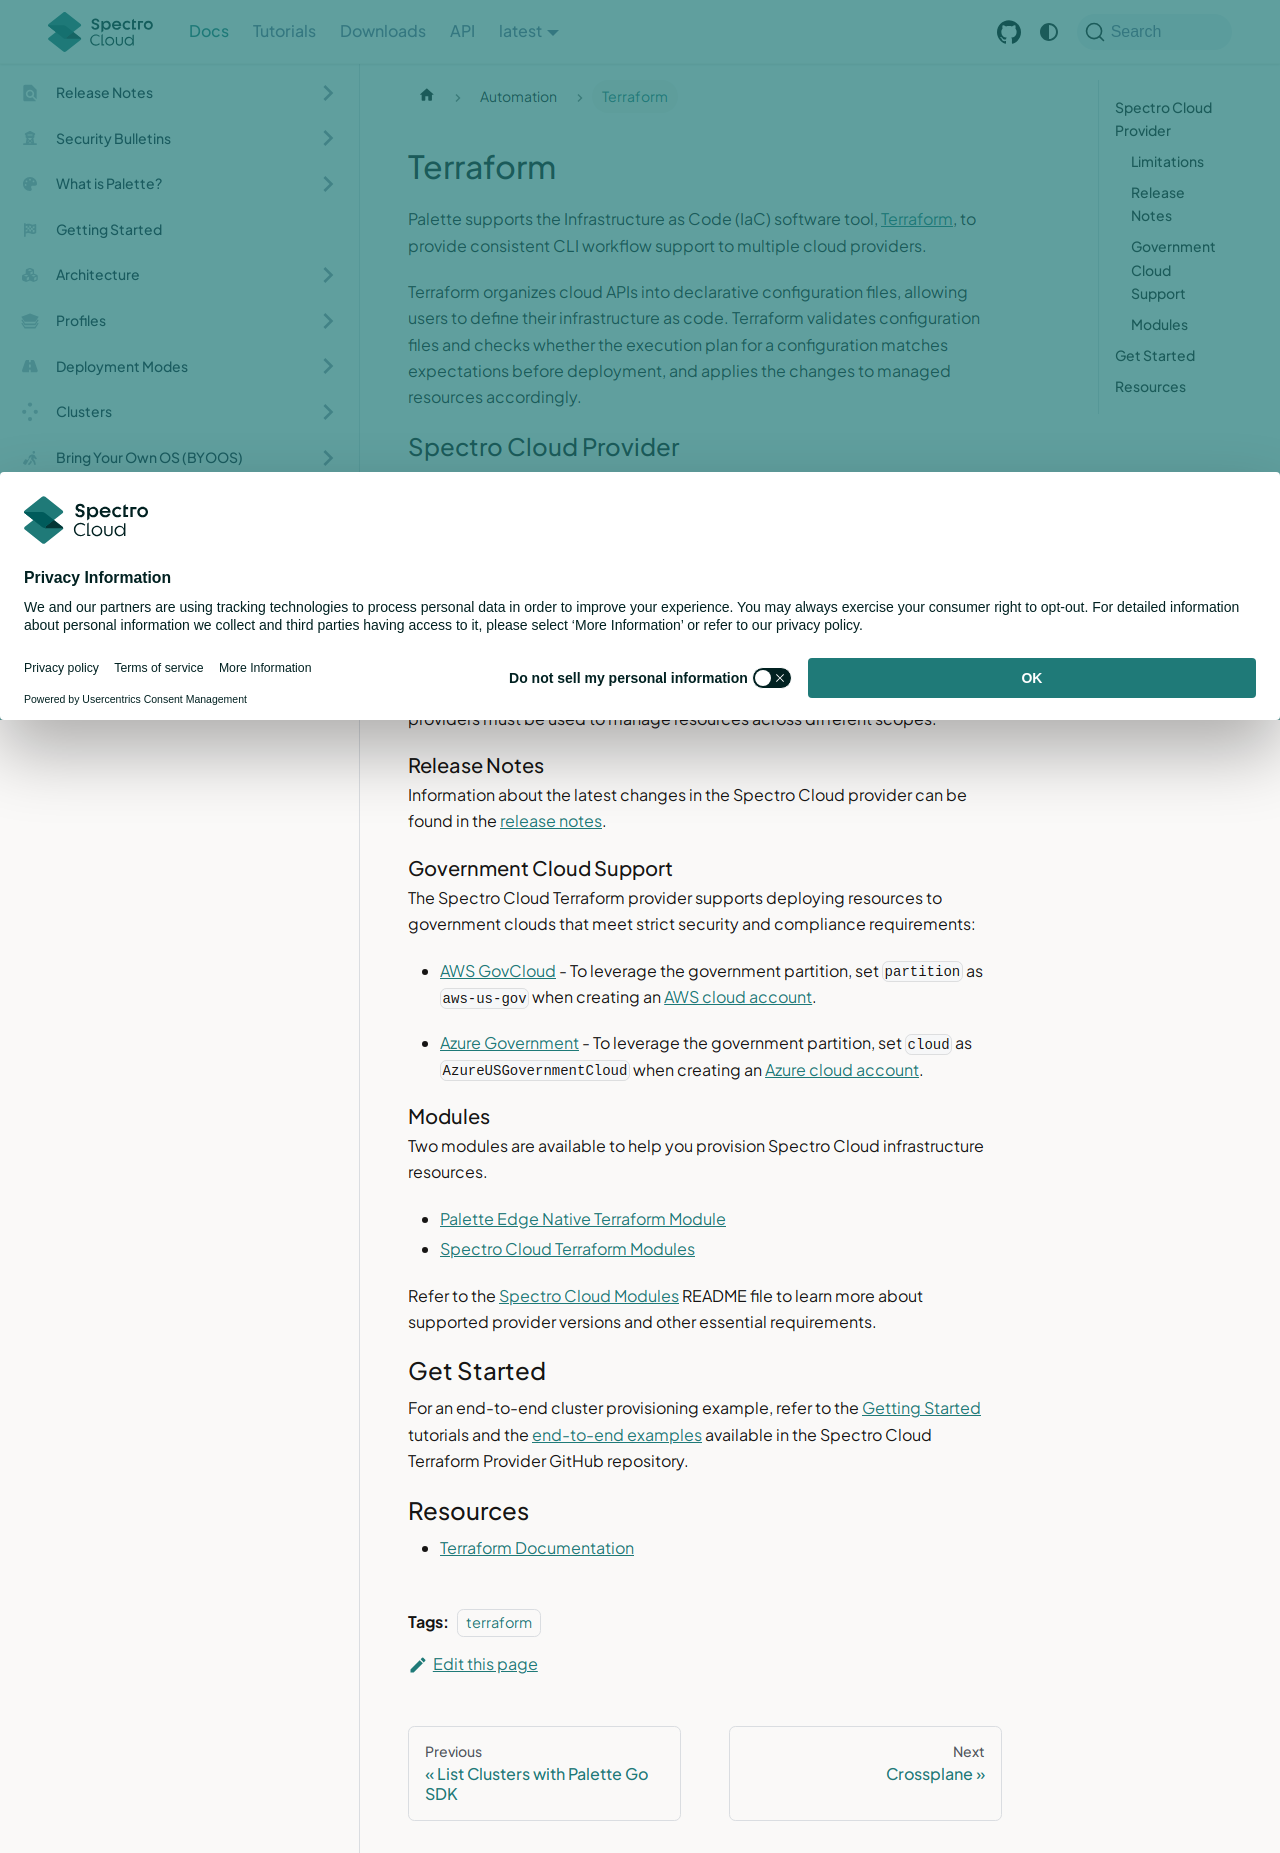 Spectro Cloud
Docs Tutorials Downloads API latest
Search
Release Notes
Security Bulletins
What is Palette?
Getting Started
Architecture
Profiles
Deployment Modes
Clusters
Bring Your Own OS (BYOOS)
Automation
Terraform
Terraform
Palette supports the Infrastructure as Code (IaC) software tool, Terraform, to
provide consistent CLI workflow support to multiple cloud providers.
Terraform organizes cloud APIs into declarative configuration files, allowing
users to define their infrastructure as code. Terraform validates configuration
files and checks whether the execution plan for a configuration matches
expectations before deployment, and applies the changes to managed
resources accordingly.
Spectro Cloud Provider
Spectro Cloud
Provider
Limitations
Release
Notes
Government
Cloud
Support
Modules
Get Started
Resources
Spectro
Cloud
Privacy Information
We and our partners are using tracking technologies to process personal data in order to improve your experience. You may always exercise your consumer right to opt-out. For detailed information
about personal information we collect and third parties having access to it, please select ‘More Information’ or refer to our privacy policy.
Privacy policy Terms of service More Information
Powered by Usercentrics Consent Management
Do not sell my personal information
OK
providers must be used to manage resources across different scopes.
Release Notes
Information about the latest changes in the Spectro Cloud provider can be
found in the release notes.
Government Cloud Support
The Spectro Cloud Terraform provider supports deploying resources to
government clouds that meet strict security and compliance requirements:
AWS GovCloud - To leverage the government partition, set partition as
aws-us-gov when creating an AWS cloud account.
Azure Government - To leverage the government partition, set cloud as
AzureUSGovernmentCloud when creating an Azure cloud account.
Modules
Two modules are available to help you provision Spectro Cloud infrastructure
resources.
Palette Edge Native Terraform Module
Spectro Cloud Terraform Modules
Refer to the Spectro Cloud Modules README file to learn more about
supported provider versions and other essential requirements.
Get Started
For an end-to-end cluster provisioning example, refer to the Getting Started
tutorials and the end-to-end examples available in the Spectro Cloud
Terraform Provider GitHub repository.
Resources
Terraform Documentation
Tags: terraform
Edit this page
Previous
« List Clusters with Palette Go
SDK
Next
Crossplane »